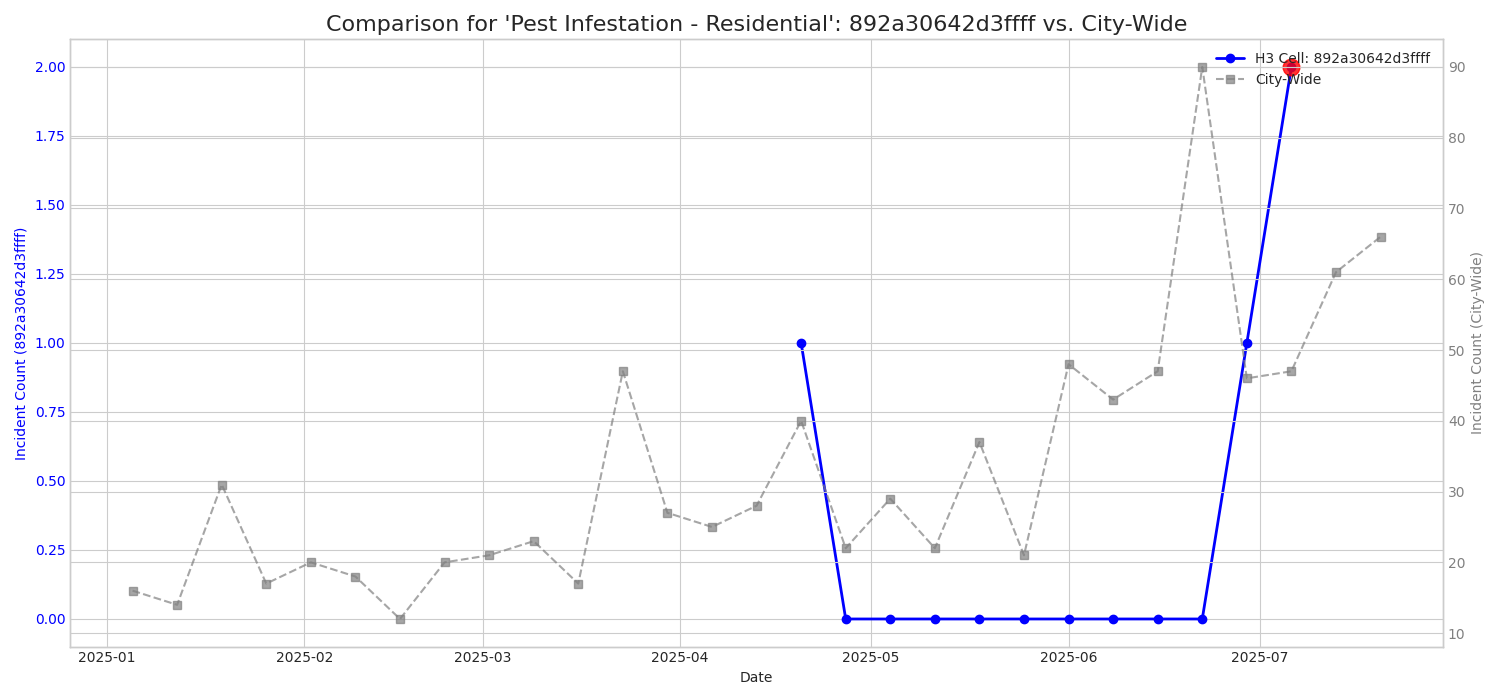 Comparison for 'Pest Infestation - Residential': 892a30642d3ffff vs. City-Wide
H3 Cell: 892a30642d3ffff
City-Wide
2.00
1.75
1.50
1.25
1.00
0.75
0.50
0.25
0.00
Incident Count (892a30642d3ffff)
90
80
70
60
50
40
30
20
10
Incident Count (City-Wide)
2025-01 2025-02 2025-03 2025-04 2025-05 2025-06 2025-07
Date